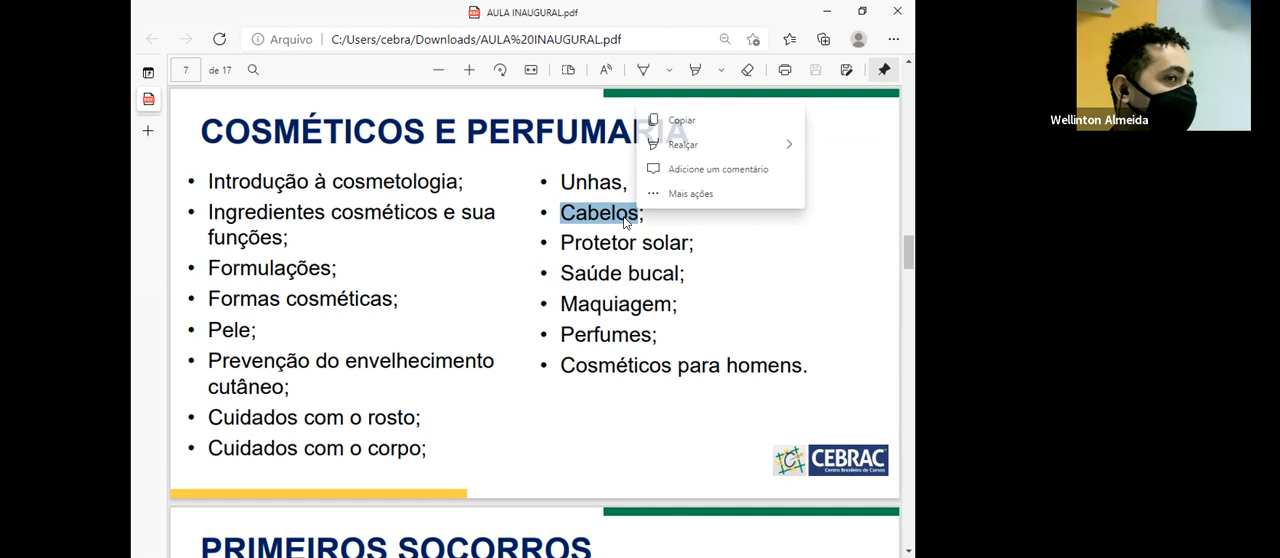 AULA INAUGURAL.pdf
Arquivo C:/Users/cebra/Downloads/AULA%20INAUGURAL.pdf
7 de 17
COSMÉTICOS E PERFUMARIA
• Introdução à cosmetologia;
• Ingredientes cosméticos e sua
funções;
• Formulações;
• Formas cosméticas;
• Pele;
• Prevenção do envelhecimento
cutâneo;
• Cuidados com o rosto;
• Cuidados com o corpo;
• Unhas,
• Cabelos;
• Protetor solar;
• Saúde bucal;
• Maquiagem;
• Perfumes;
• Cosméticos para homens.
Copiar
Realçar
Adicione um comentário
Mais ações
CEBRAC
Centro Brasileiro de Cursos
PRIMEIROS SOCORROS
Wellinton Almeida